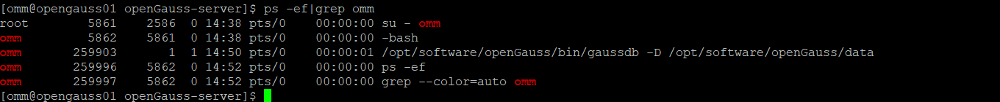 [omm@opengauss01 openGauss-server]$ ps -ef|grep omm
root        5861    2586  0 14:38 pts/0    00:00:00 su - omm
omm         5862    5861  0 14:38 pts/0    00:00:00 -bash
omm       259903       1  1 14:50 pts/0    00:00:01 /opt/software/openGauss/bin/gaussdb -D /opt/software/openGauss/data
omm       259996    5862  0 14:52 pts/0    00:00:00 ps -ef
omm       259997    5862  0 14:52 pts/0    00:00:00 grep --color=auto omm
[omm@opengauss01 openGauss-server]$